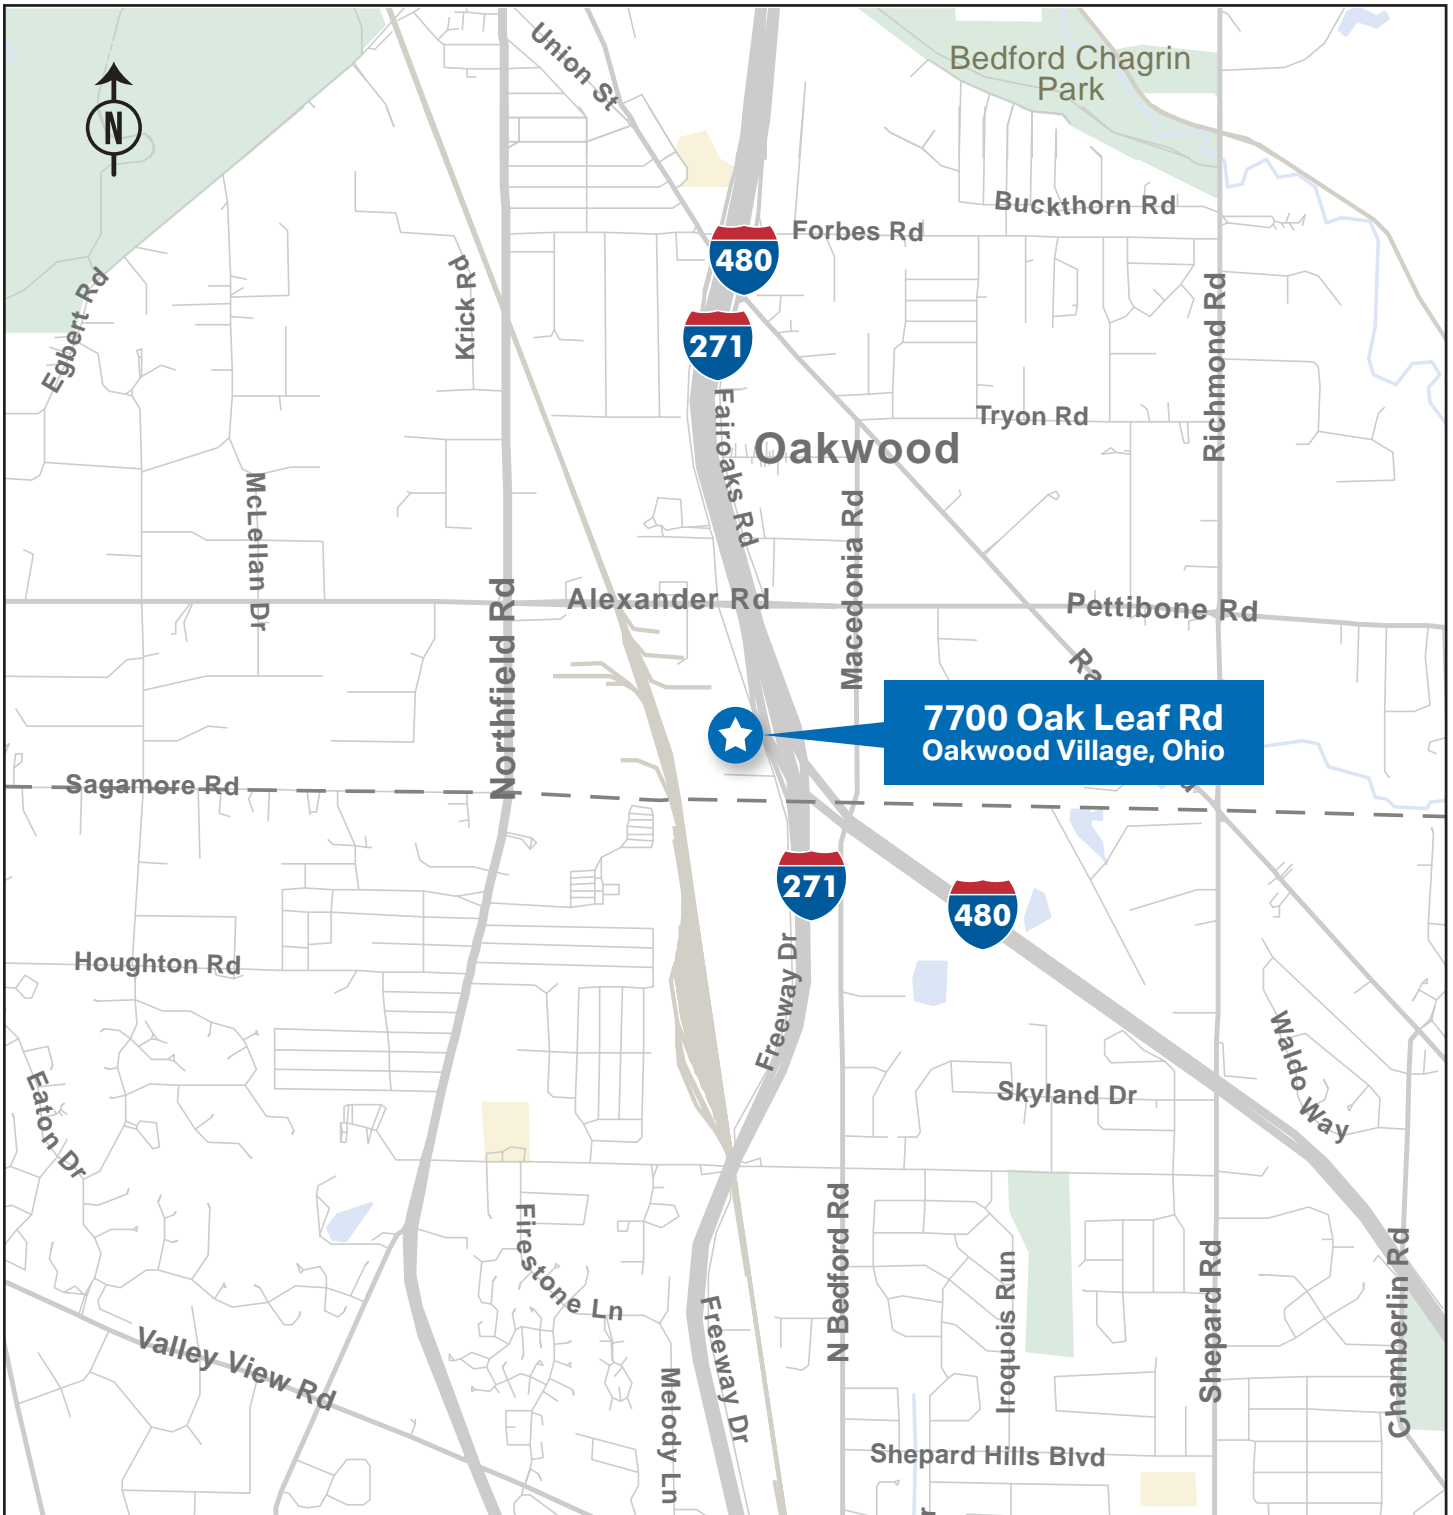 Union St
Bedford Chagrin
Park
N
Buckthorn Rd
Forbes Rd
480
Egbert Rd
Krick Rd
Richmond Rd
271
Fairoaks Rd
Tryon Rd
Oakwood
McLellan Dr
Macedonia Rd
Northfield Rd
Alexander Rd
Pettibone Rd
Ra
7700 Oak Leaf Rd
Oakwood Village, Ohio
Sagamore Rd
271
480
Houghton Rd
Freeway Dr
Waldo Way
Eaton Dr
Skyland Dr
Firestone Ln
N Bedford Rd
Iroquois Run
Shepard Rd
Chamberlin Rd
Valley View Rd
Freeway Dr
Melody Ln
Shepard Hills Blvd